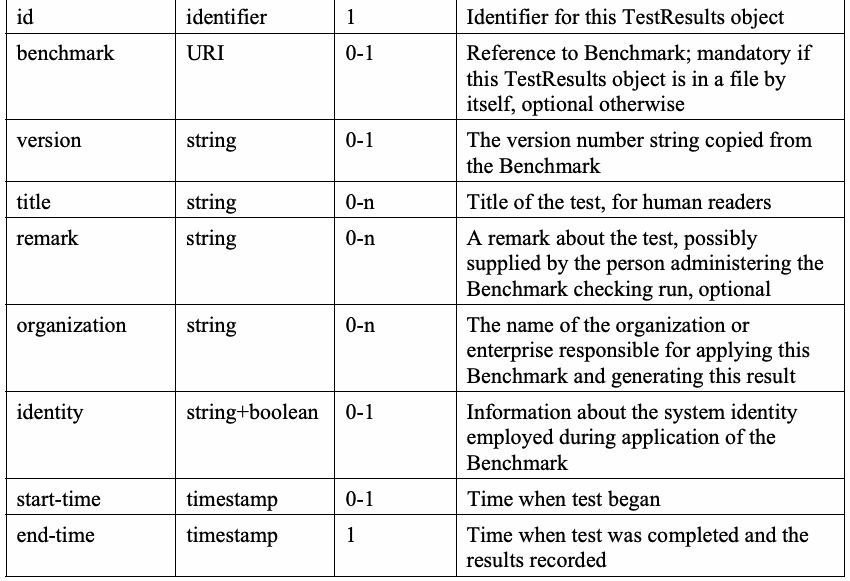 id identifier 1 Identifier for this TestResults object
benchmark URI 0-1 Reference to Benchmark; mandatory if
this TestResults object is in a file by
itself, optional otherwise
version string 0-1 The version number string copied from
the Benchmark
title string 0-n Title of the test, for human readers
remark string 0-n A remark about the test, possibly
supplied by the person administering the
Benchmark checking run, optional
organization string 0-n The name of the organization or
enterprise responsible for applying this
Benchmark and generating this result
identity string+boolean 0-1 Information about the system identity
employed during application of the
Benchmark
start-time timestamp 0-1 Time when test began
end-time timestamp 1 Time when test was completed and the
results recorded